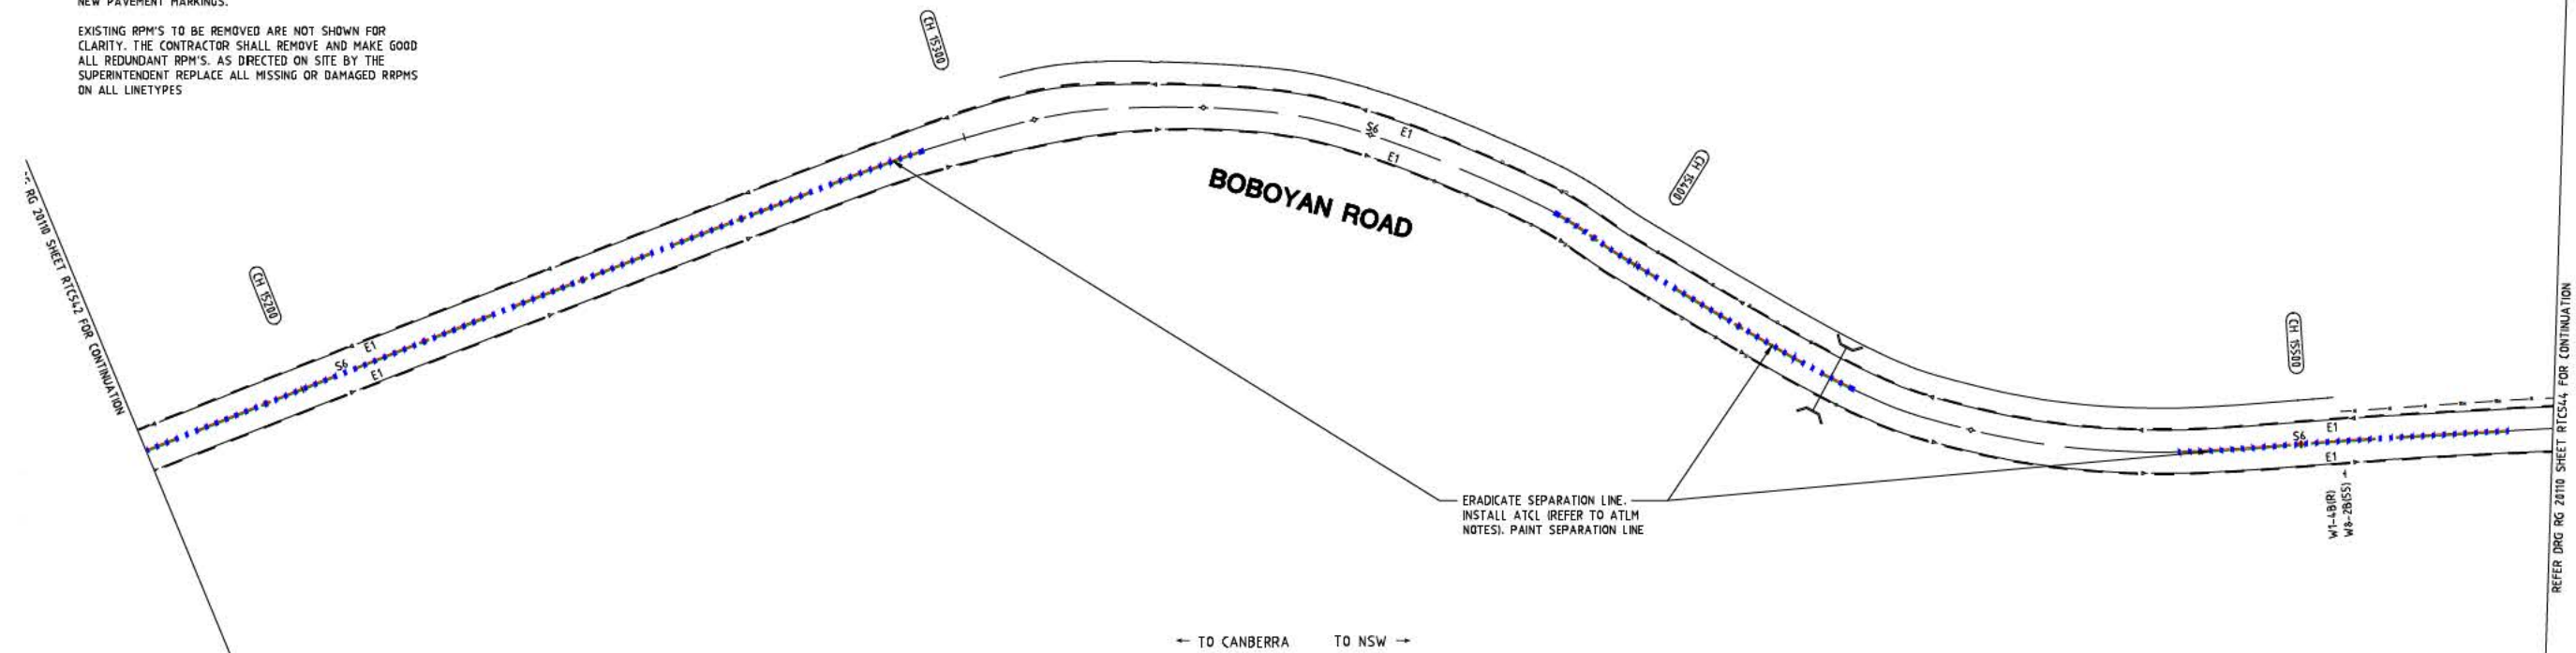 NEW PAVEMENT MARKINGS.
EXISTING RPM'S TO BE REMOVED ARE NOT SHOWN FOR
CLARITY. THE CONTRACTOR SHALL REMOVE AND MAKE GOOD
ALL REDUNDANT RPM'S. AS DIRECTED ON SITE BY THE
SUPERINTENDENT REPLACE ALL MISSING OR DAMAGED RRPMS
ON ALL LINETYPES
CH 15300
S6
E1
E1
CH 15400
BOBOYAN ROAD
RG 20110 SHEET RTC542 FOR CONTINUATION
CH 15200
S6
E1
E1
CH 15500
E1
S6
E1
W1-4B(R)
W8-2B(SS)
REFER DRG RG 20110 SHEET RTC544 FOR CONTINUATION
ERADICATE SEPARATION LINE.
INSTALL ATCL (REFER TO ATLM
NOTES). PAINT SEPARATION LINE
← TO CANBERRA TO NSW →